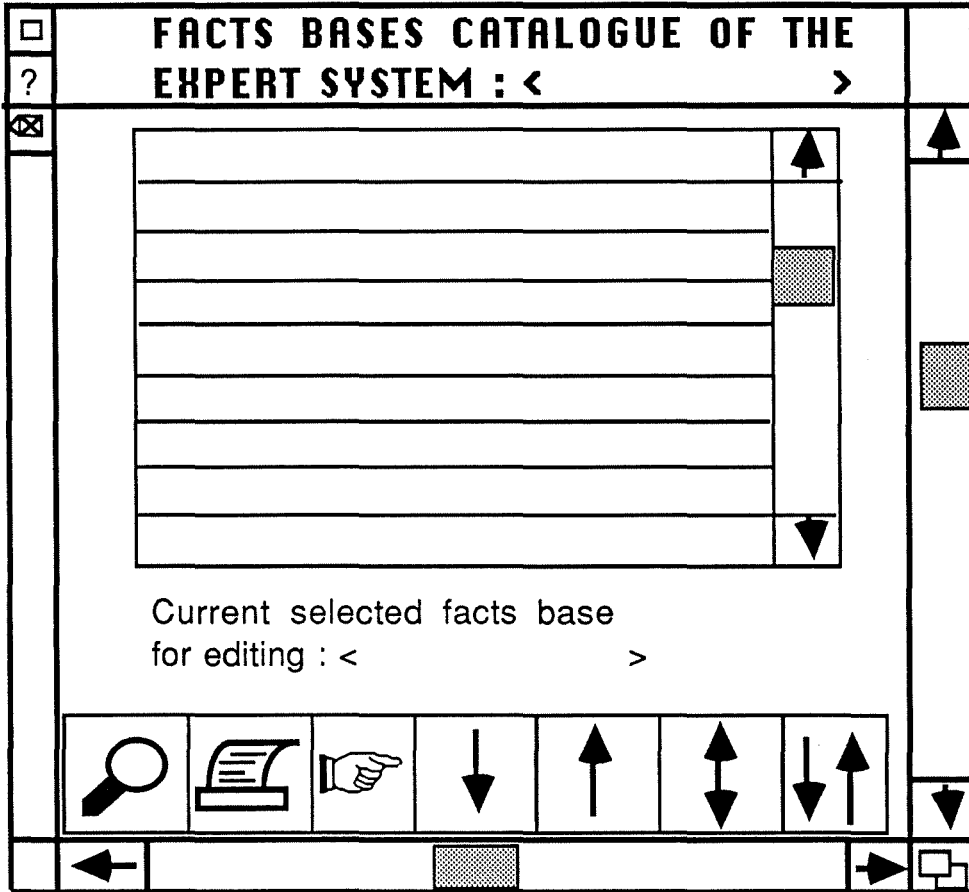 FACTS BASES CATALOGUE OF THE
EXPERT SYSTEM : < >
?
Current selected facts base
for editing : < >